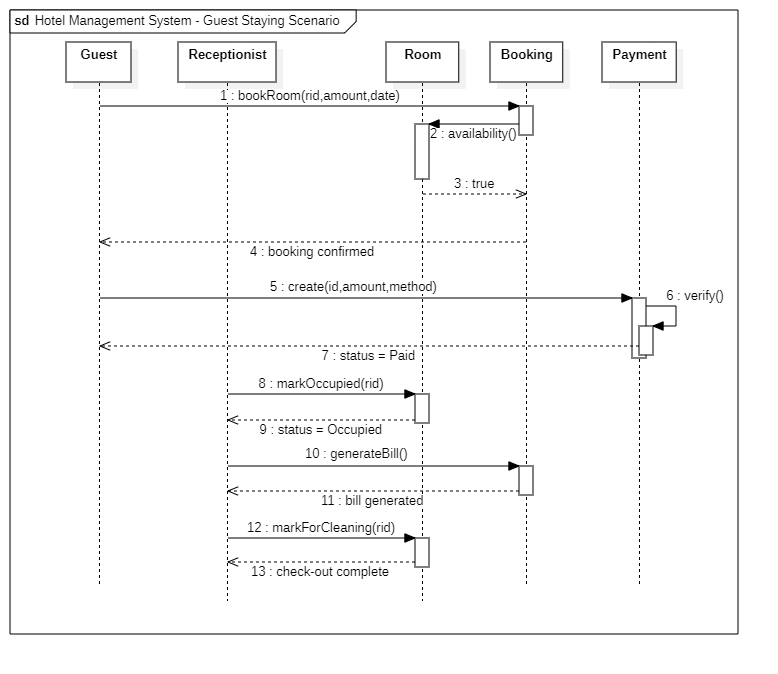 sd Hotel Management System - Guest Staying Scenario
Guest
Receptionist
Room
Booking
Payment
1 : bookRoom(rid,amount,date)
2 : availability()
3 : true
4 : booking confirmed
5 : create(id,amount,method)
6 : verify()
7 : status = Paid
8 : markOccupied(rid)
9 : status = Occupied
10 : generateBill()
11 : bill generated
12 : markForCleaning(rid)
13 : check-out complete